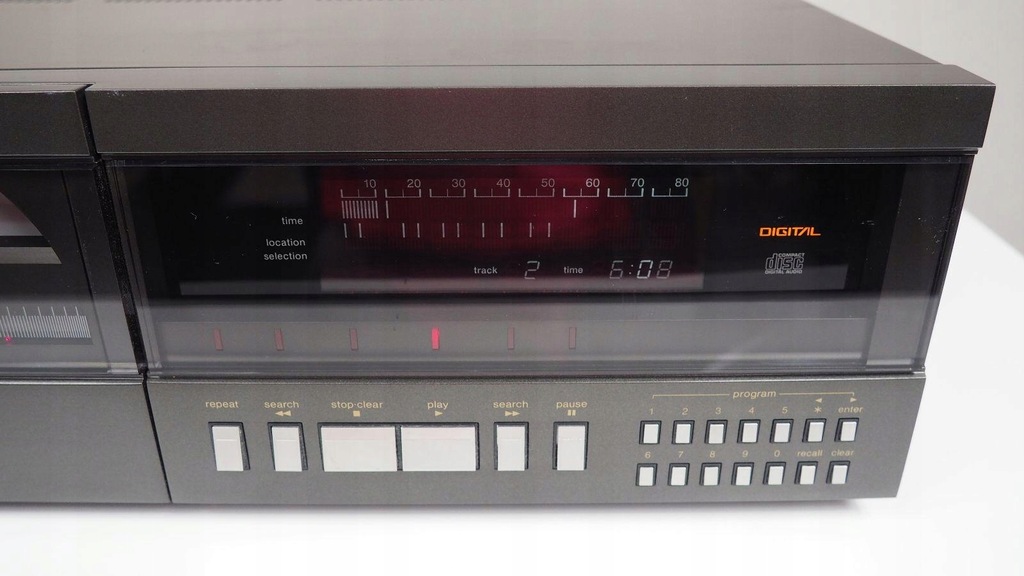 10 20 30 40 50 60 70 80
time
location
selection
DIGITAL
COMPACT
disc
DIGITAL AUDIO
track 2 time 6:08
repeat search stop·clear play search pause
program
1 2 3 4 5 * enter
6 7 8 9 0 recall clear